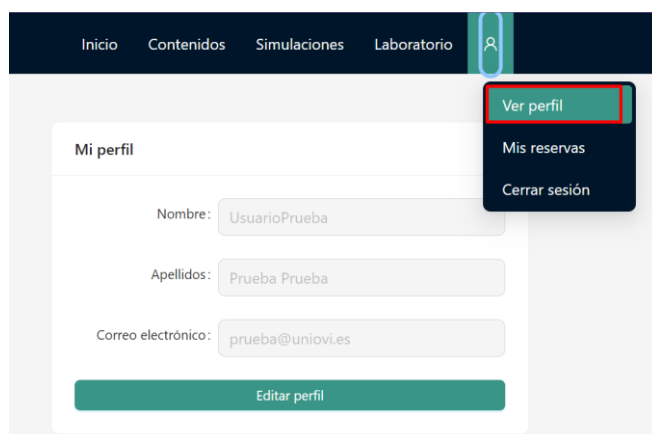 Inicio Contenidos Simulaciones Laboratorio
Ver perfil
Mi perfil
Mis reservas
Cerrar sesión
Nombre: UsuarioPrueba
Apellidos: Prueba Prueba
Correo electrónico: prueba@uniovi.es
Editar perfil